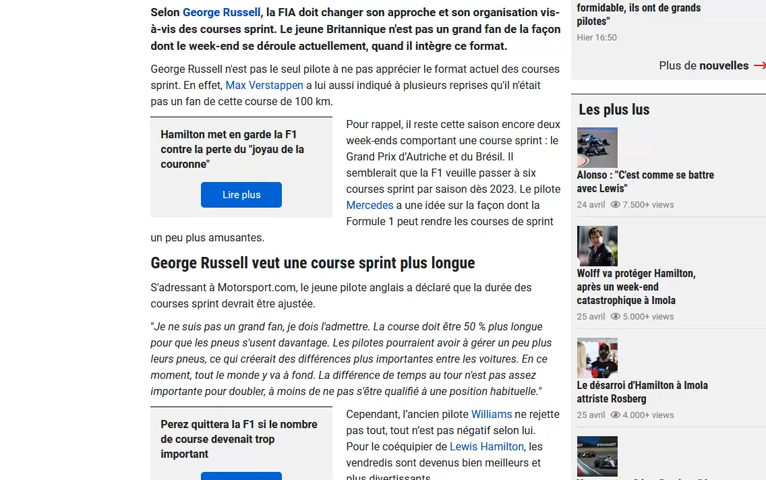 Selon George Russell, la FIA doit changer son approche et son organisation vis-
à-vis des courses sprint. Le jeune Britannique n'est pas un grand fan de la façon
dont le week-end se déroule actuellement, quand il intègre ce format.
George Russell n'est pas le seul pilote à ne pas apprécier le format actuel des courses
sprint. En effet, Max Verstappen a lui aussi indiqué à plusieurs reprises qu'il n'était
pas un fan de cette course de 100 km.
Hamilton met en garde la F1
contre la perte du "joyau de la
couronne"
Lire plus
Pour rappel, il reste cette saison encore deux
week-ends comportant une course sprint : le
Grand Prix d'Autriche et du Brésil. Il
semblerait que la F1 veuille passer à six
courses sprint par saison dès 2023. Le pilote
Mercedes a une idée sur la façon dont la
Formule 1 peut rendre les courses de sprint
un peu plus amusantes.
George Russell veut une course sprint plus longue
S'adressant à Motorsport.com, le jeune pilote anglais a déclaré que la durée des
courses sprint devrait être ajustée.
"Je ne suis pas un grand fan, je dois l'admettre. La course doit être 50 % plus longue
pour que les pneus s'usent davantage. Les pilotes pourraient avoir à gérer un peu plus
leurs pneus, ce qui créerait des différences plus importantes entre les voitures. En ce
moment, tout le monde y va à fond. La différence de temps au tour n'est pas assez
importante pour doubler, à moins de ne pas s'être qualifié à une position habituelle."
Perez quittera la F1 si le nombre
de course devenait trop
important
Cependant, l'ancien pilote Williams ne rejette
pas tout, tout n'est pas négatif selon lui.
Pour le coéquipier de Lewis Hamilton, les
vendredis sont devenus bien meilleurs et
plus divertissants.
formidable, ils ont de grands
pilotes"
Hier 16:50
Plus de nouvelles
Les plus lus
Alonso : "C'est comme se battre
avec Lewis"
24 avril 7.500+ views
Wolff va protéger Hamilton,
après un week-end
catastrophique à Imola
25 avril 5.000+ views
Le désarroi d'Hamilton à Imola
attriste Rosberg
25 avril 4.000+ views